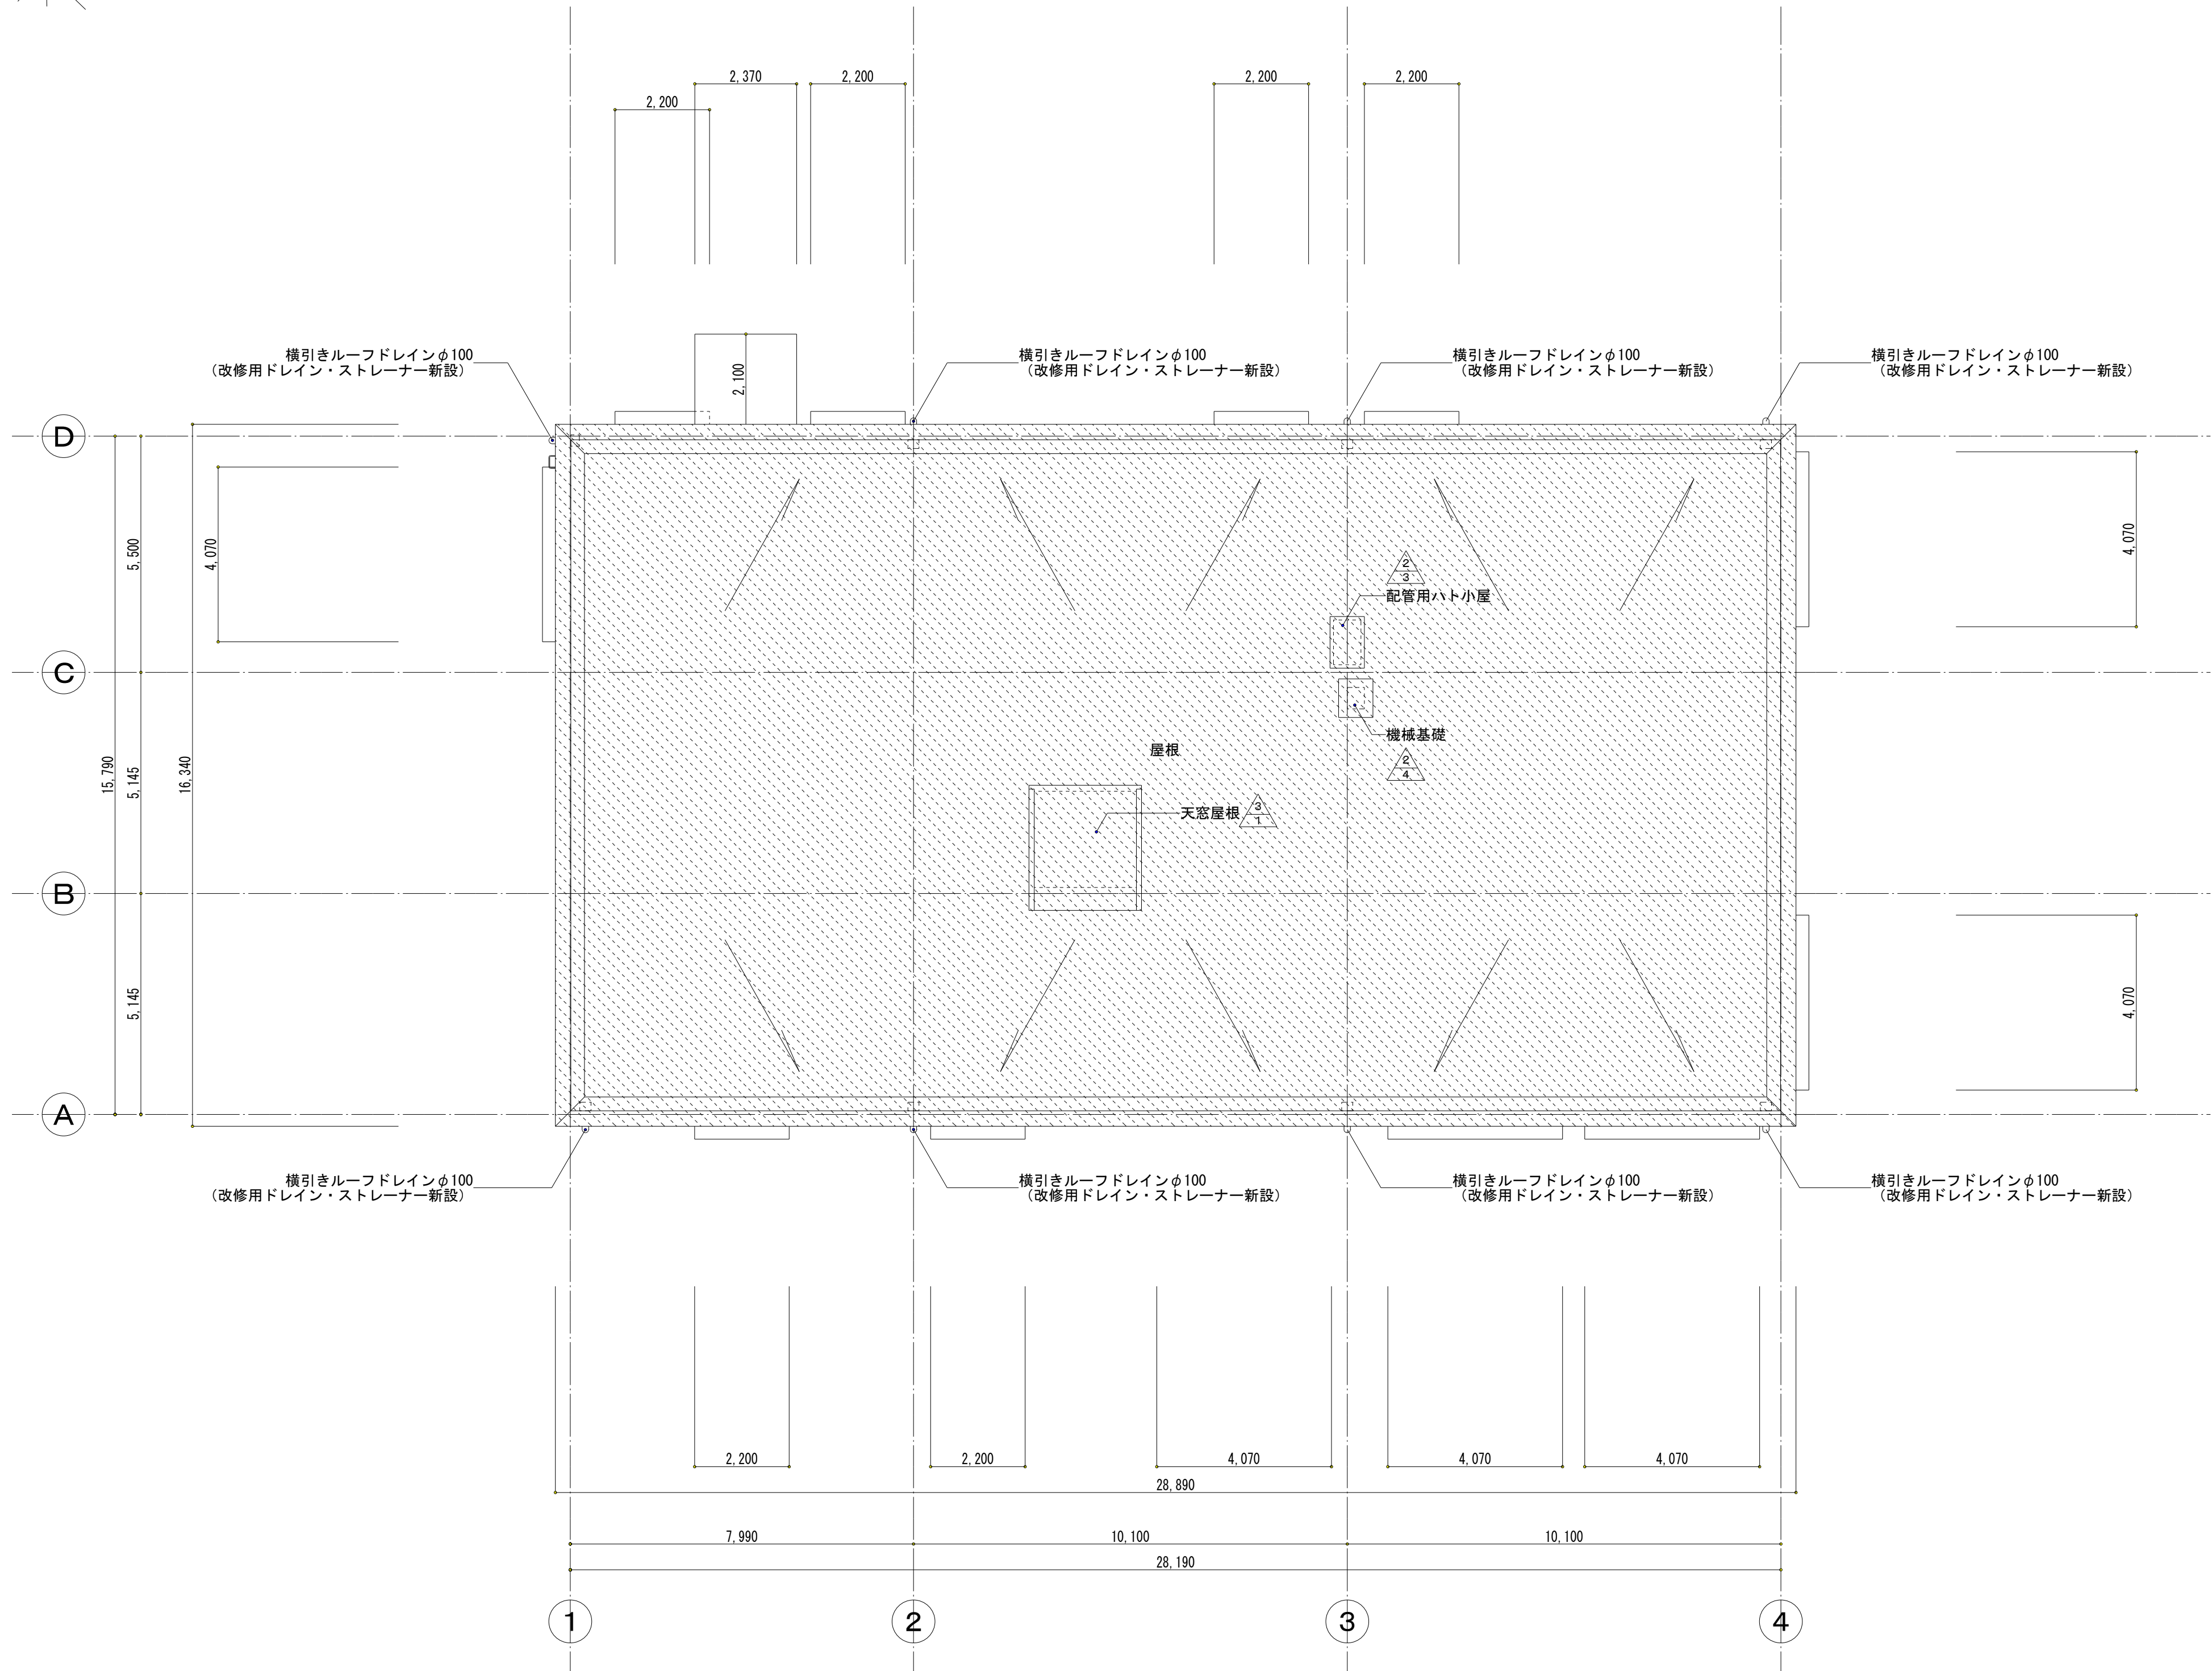 2,370
2,200
2,200
2,200
2,200
2,100
横引きルーフドレインφ100
（改修用ドレイン・ストレーナー新設）
横引きルーフドレインφ100
（改修用ドレイン・ストレーナー新設）
横引きルーフドレインφ100
（改修用ドレイン・ストレーナー新設）
横引きルーフドレインφ100
（改修用ドレイン・ストレーナー新設）
D
C
B
A
15,790
5,500
5,145
5,145
16,340
4,070
4,070
4,070
2
3
配管用ハト小屋
機械基礎
2
4
屋根
天窓屋根
3
1
横引きルーフドレインφ100
（改修用ドレイン・ストレーナー新設）
横引きルーフドレインφ100
（改修用ドレイン・ストレーナー新設）
横引きルーフドレインφ100
（改修用ドレイン・ストレーナー新設）
横引きルーフドレインφ100
（改修用ドレイン・ストレーナー新設）
2,200
2,200
4,070
4,070
4,070
28,890
7,990
10,100
10,100
28,190
1
2
3
4